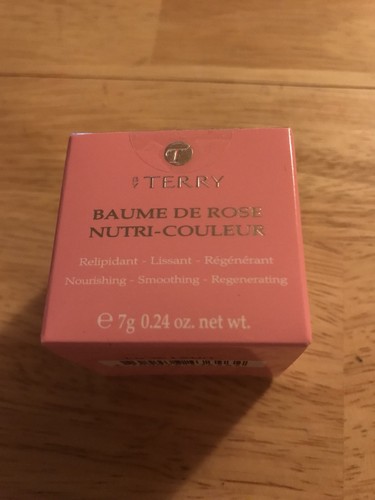 T
BY TERRY
BAUME DE ROSE
NUTRI-COULEUR
Relipidant - Lissant - Régénérant
Nourishing - Smoothing - Regenerating
℮ 7g 0.24 oz. net wt.